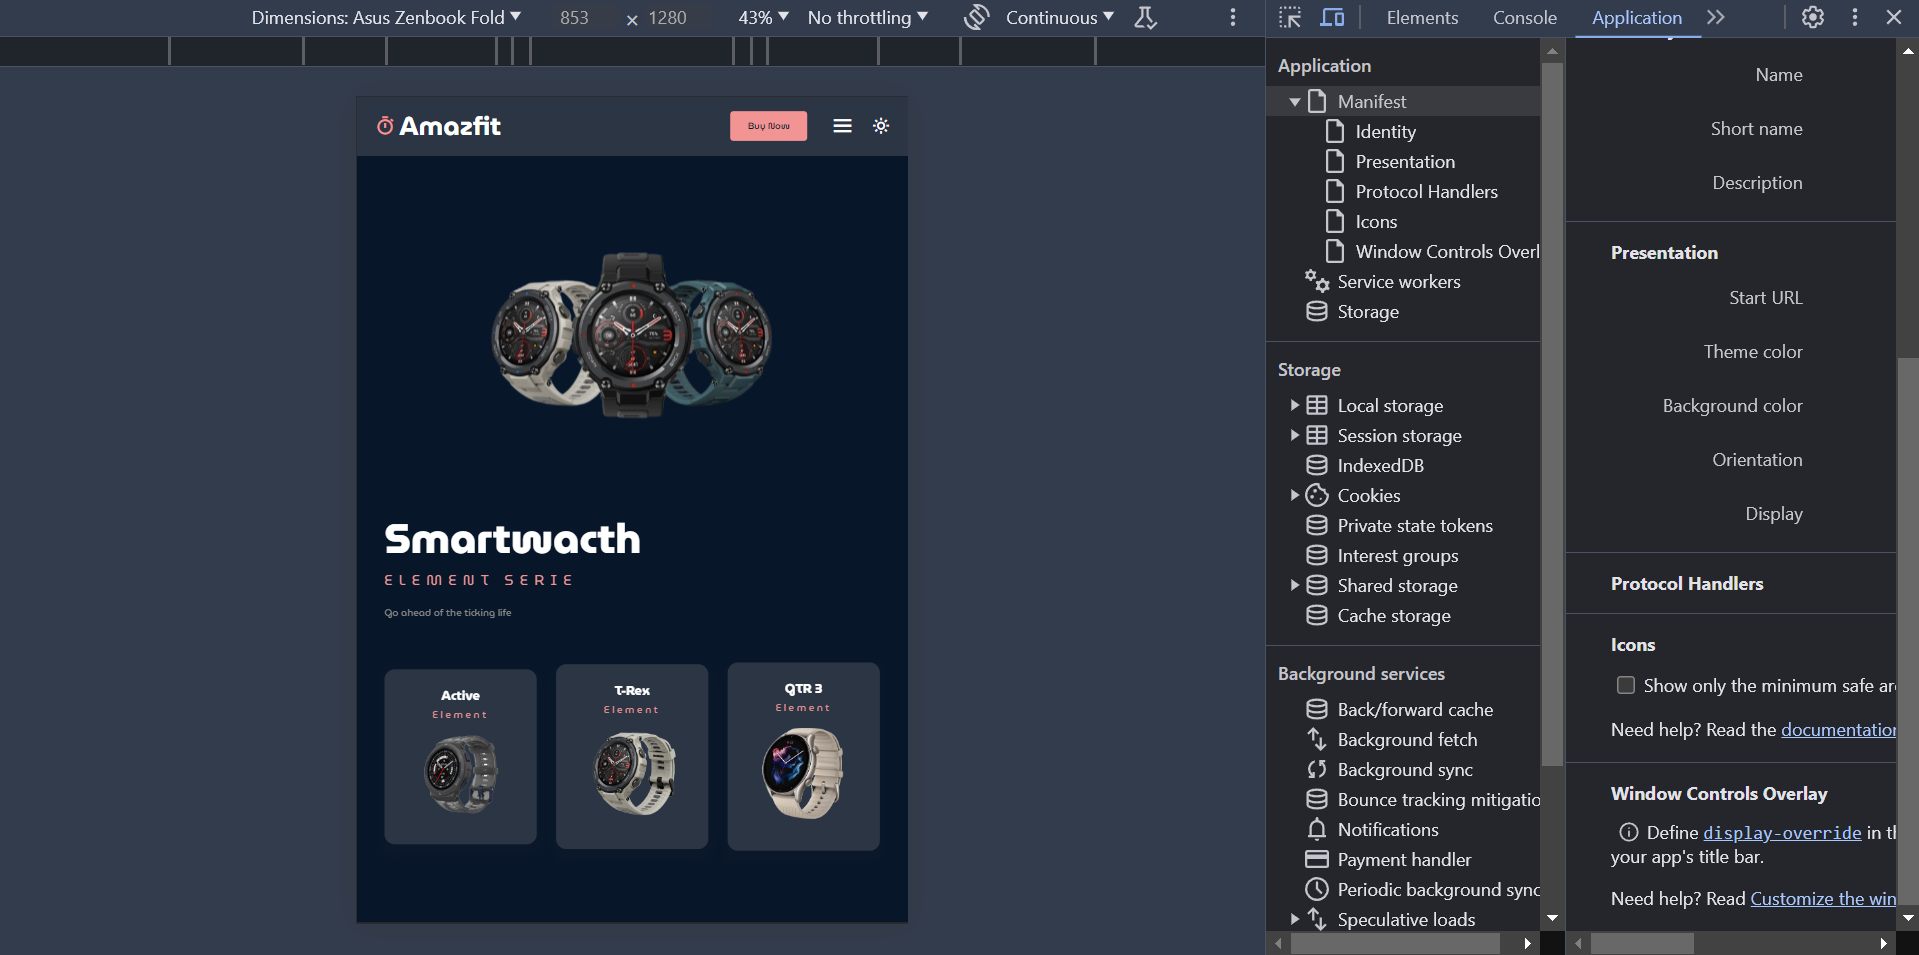 Dimensions: Asus Zenbook Fold 853 × 1280 43% No throttling Continuous
Elements Console Application
Amazfit Buy Now
Smartwacth
ELEMENT SERIE
Go ahead of the ticking life
Active
Element
T-Rex
Element
GTR 3
Element
Application
Manifest
Identity
Presentation
Protocol Handlers
Icons
Window Controls Overl
Service workers
Storage
Storage
Local storage
Session storage
IndexedDB
Cookies
Private state tokens
Interest groups
Shared storage
Cache storage
Background services
Back/forward cache
Background fetch
Background sync
Bounce tracking mitigatio
Notifications
Payment handler
Periodic background sync
Speculative loads
Name
Short name
Description
Presentation
Start URL
Theme color
Background color
Orientation
Display
Protocol Handlers
Icons
Show only the minimum safe ar
Need help? Read the documentation
Window Controls Overlay
Define display-override in th
your app's title bar.
Need help? Read Customize the win